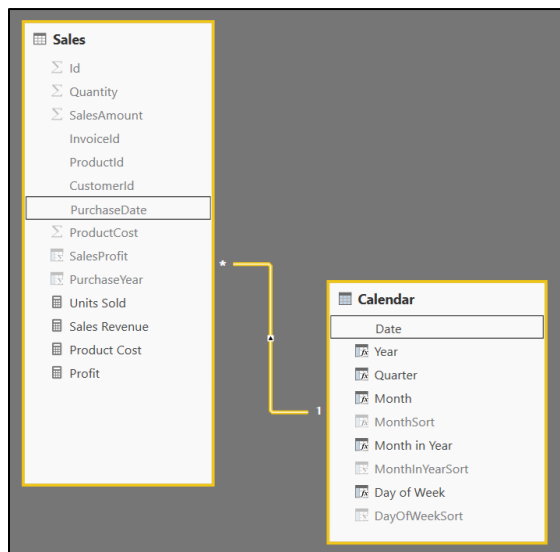 Sales
Id
Quantity
SalesAmount
InvoiceId
ProductId
CustomerId
PurchaseDate
ProductCost
SalesProfit
PurchaseYear
Units Sold
Sales Revenue
Product Cost
Profit
*
1
Calendar
Date
Year
Quarter
Month
MonthSort
Month in Year
MonthInYearSort
Day of Week
DayOfWeekSort